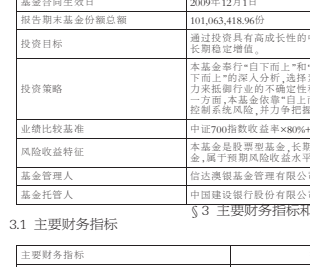 基金合同生效日 2009年12月1日
报告期末基金份额总额 101,063,418.96份
投资目标 通过投资具有高成长性的
长期稳定增值。
投资策略 本基金奉行“自下而上”和“
下而上”的深入分析，选择
力来抵御行业的不确定性
一方面，本基金依靠“自上
控制系统风险，并力争把握
业绩比较基准 中证700指数收益率×80%+
风险收益特征 本基金是股票型基金，长期
金，属于预期风险收益水平
基金管理人 信达澳银基金管理有限公
基金托管人 中国建设银行股份有限公
§3 主要财务指标和
3.1 主要财务指标
主要财务指标